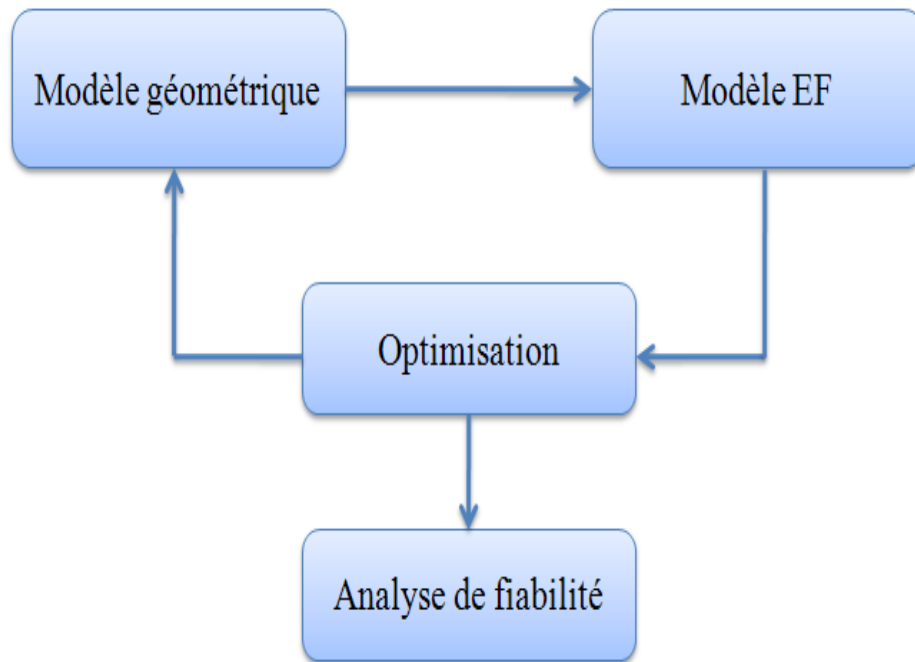 Modèle géométrique
Modèle EF
Optimisation
Analyse de fiabilité